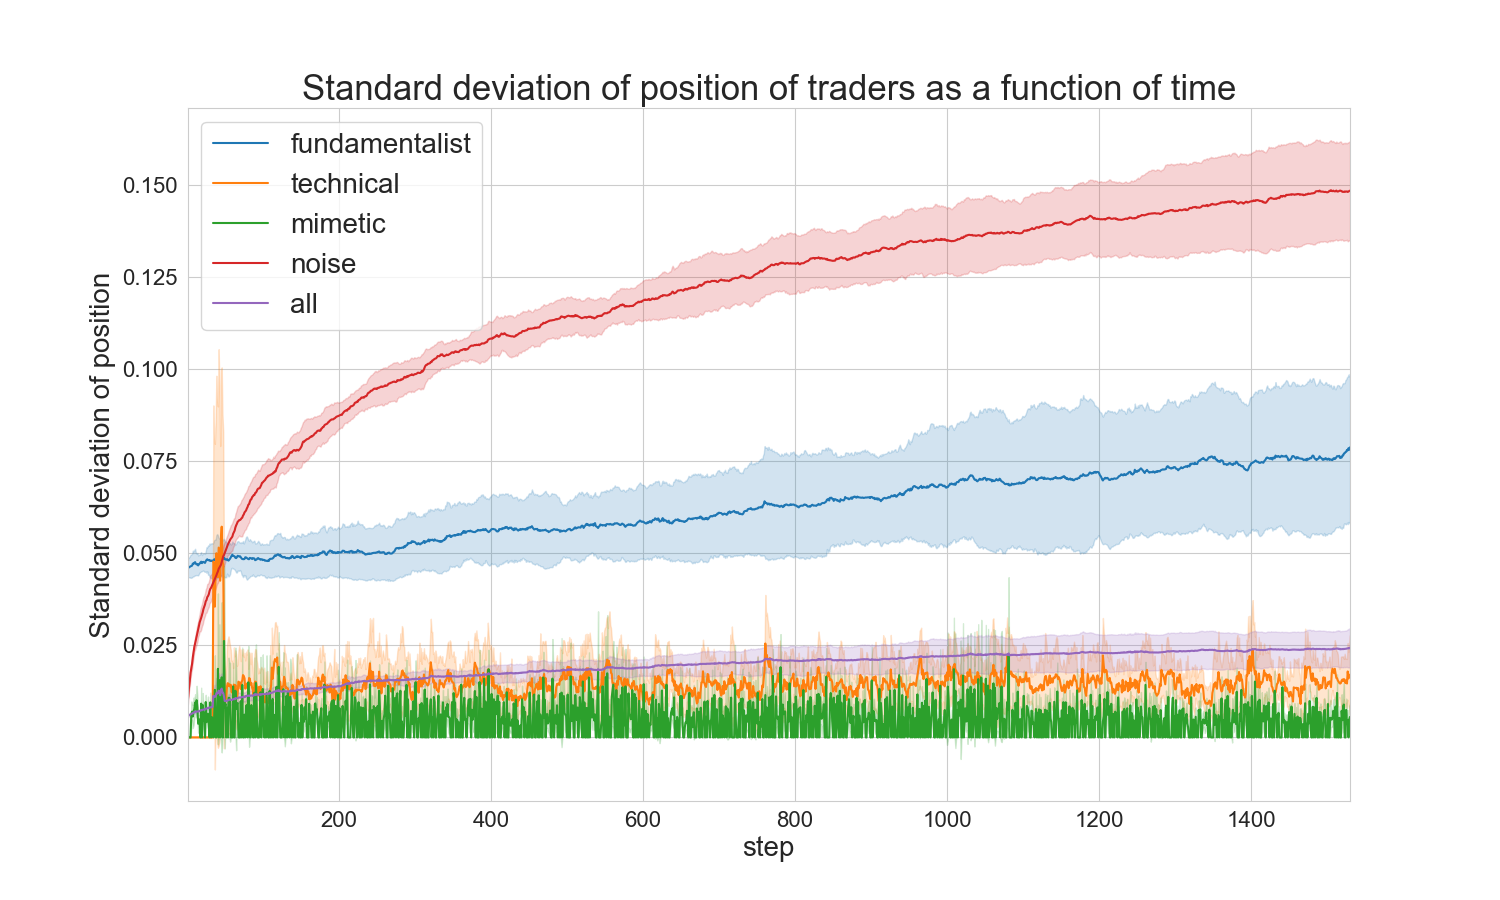 Standard deviation of position of traders as a function of time
fundamentalist
technical
mimetic
noise
all
Standard deviation of position
0.150
0.125
0.100
0.075
0.050
0.025
0.000
200 400 600 800 1000 1200 1400
step